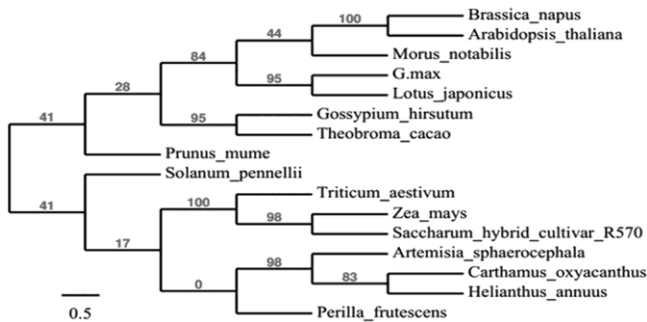 100
Brassica_napus
44
Arabidopsis_thaliana
84
Morus_notabilis
28
95
G.max
Lotus_japonicus
41
95
Gossypium_hirsutum
Theobroma_cacao
Prunus_mume
Solanum_pennellii
41
100
Triticum_aestivum
98
Zea_mays
17
Saccharum_hybrid_cultivar_R570
98
Artemisia_sphaerocephala
0
83
Carthamus_oxyacanthus
Helianthus_annuus
0.5
Perilla_frutescens